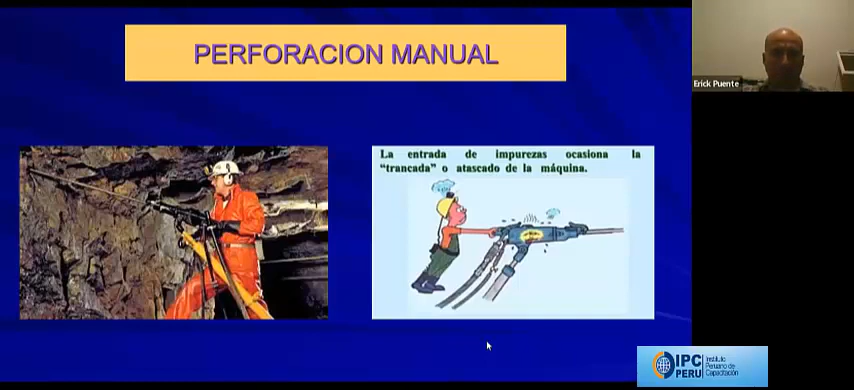 PERFORACION MANUAL
Erick Puente
La entrada de impurezas ocasiona la
“trancada” o atascado de la máquina.
IPC
PERU
Instituto
Peruano de
Capacitación